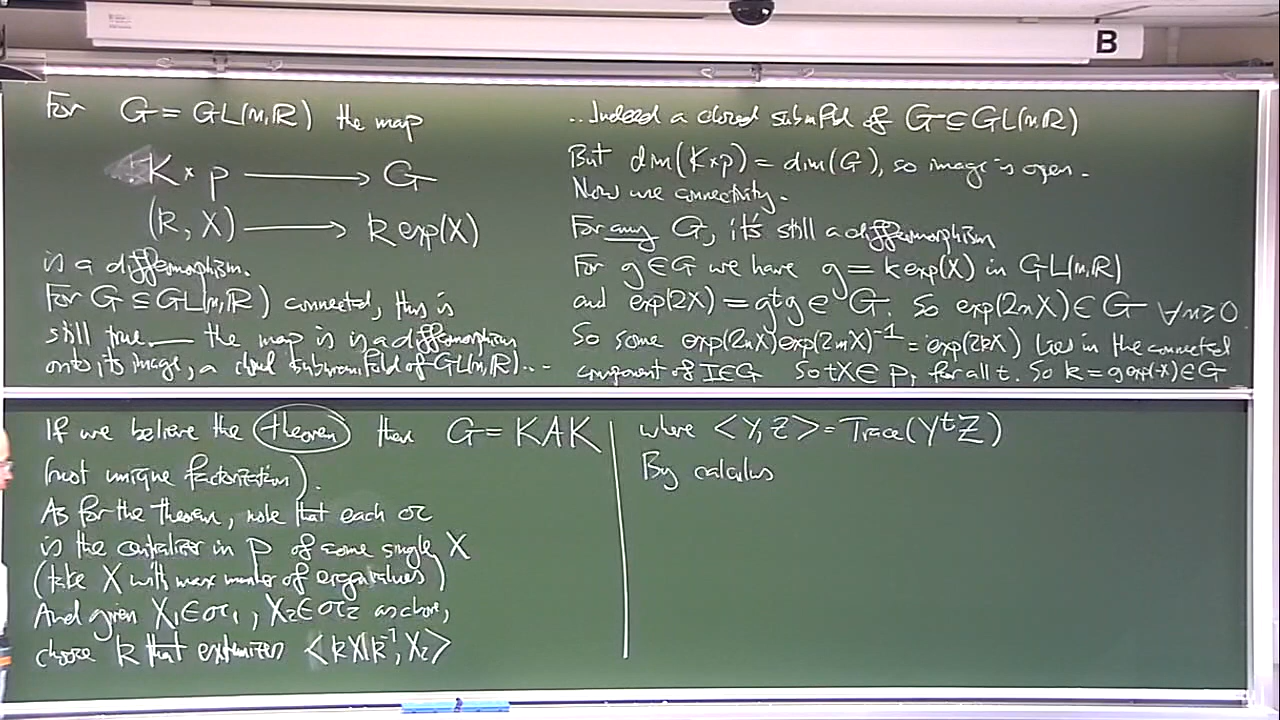 B
For G = GL(n,R) the map
K × p ⟶ G
(k, X) ⟶ k exp(X)
is a diffeomorphism.
For G ⊆ GL(n,R) connected, this is
still true — the map is is a diffeomorphism
onto its image, a closed submanifold of GL(n,R)...
...Indeed a closed submfld of G ⊆ GL(n,R)
But dim(K×p) = dim(G), so image is open.
Now use connectivity.
For any G, it's still a diffeomorphism
For g ∈ G we have g = k exp(X) in GL(n,R)
and exp(2X) = gtg ∈ G. So exp(2nX) ∈ G ∀n≥0
So some exp(2nX)exp(2mX)⁻¹ = exp(2kX) lies in the connected
component of I∈G So tX ∈ p, for all t. So k = g exp(-X) ∈ G
If we believe the theorem then G = KAK
(not unique factorization).
As for the theorem, note that each α
is the centralizer in p of some single X
(take X with max number of eigenvalues)
And given X₁∈α₁, X₂∈α₂ as above,
choose k that extremizes <kX₁k⁻¹, X₂>
where <Y,Z> = Trace(YᵗZ)
By calculus